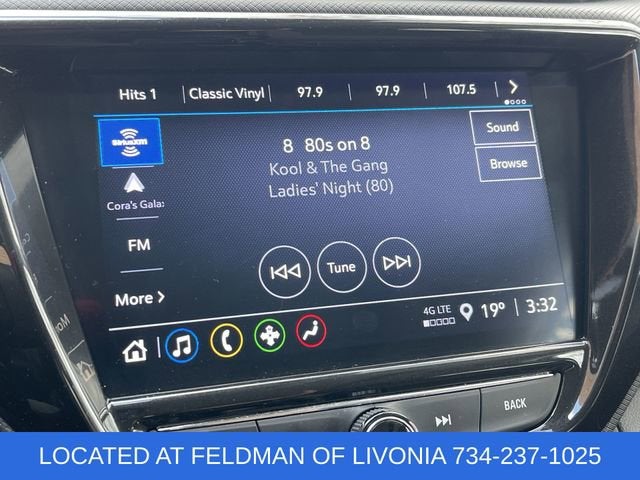 Hits 1 Classic Vinyl 97.9 97.9 107.5
SiriusXM
8 80s on 8
Sound
Kool & The Gang
Browse
Ladies' Night (80)
Cora's Gala
FM
Tune
More
4G LTE
19° 3:32
BACK
LOCATED AT FELDMAN OF LIVONIA 734-237-1025